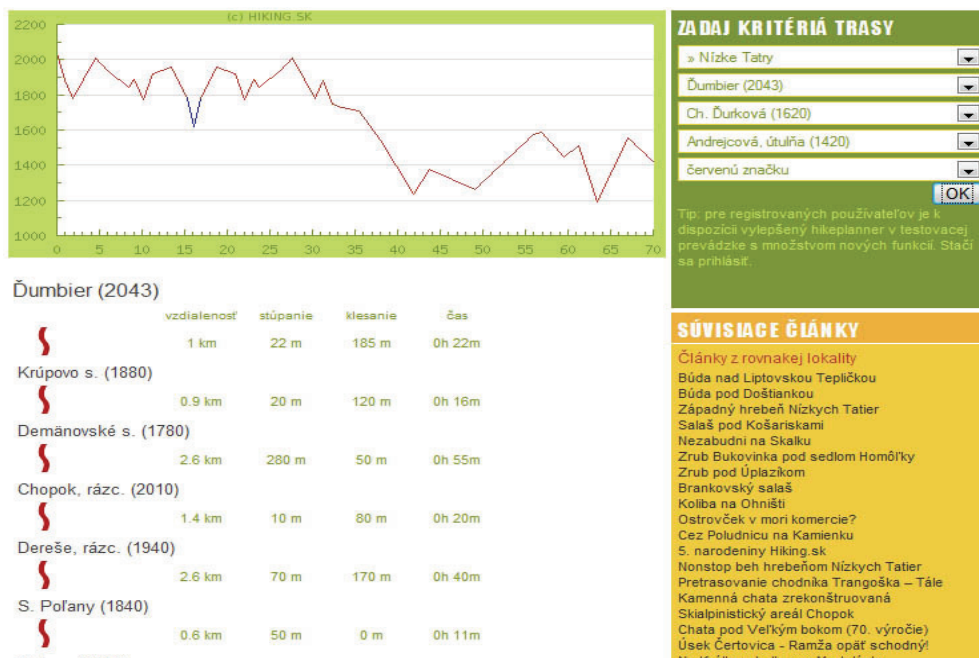 (c) HIKING.SK
2200
2000
1800
1600
1400
1200
1000
0 5 10 15 20 25 30 35 40 45 50 55 60 65 70
Ďumbier (2043)
vzdialenosť stúpanie klesanie čas
1 km 22 m 185 m 0h 22m
Krúpovo s. (1880)
0.9 km 20 m 120 m 0h 16m
Demänovské s. (1780)
2.6 km 280 m 50 m 0h 55m
Chopok, rázc. (2010)
1.4 km 10 m 80 m 0h 20m
Dereše, rázc. (1940)
2.6 km 70 m 170 m 0h 40m
S. Poľany (1840)
0.6 km 50 m 0 m 0h 11m
ZADAJ KRITÉRIÁ TRASY
» Nízke Tatry
Ďumbier (2043)
Ch. Ďurková (1620)
Andrejcová, útulňa (1420)
červenú značku
OK
Tip: pre registrovaných používateľov je k
dispozícii vylepšený hikeplanner v testovacej
prevádzke s množstvom nových funkcií. Stačí
sa prihlásiť.
SÚVISIACE ČLÁNKY
Články z rovnakej lokality
Búda nad Liptovskou Tepličkou
Búda pod Doštiankou
Západný hrebeň Nízkych Tatier
Salaš pod Košariskami
Nezabudni na Skalku
Zrub Bukovinka pod sedlom Homôľky
Zrub pod Úplazíkom
Brankovský salaš
Koliba na Ohništi
Ostrovček v mori komercie?
Cez Poludnicu na Kamienku
5. narodeniny Hiking.sk
Nonstop beh hrebeňom Nízkych Tatier
Pretrasovanie chodníka Trangoška – Tále
Kamenná chata zrekonštruovaná
Skialpinistický areál Chopok
Chata pod Veľkým bokom (70. výročie)
Úsek Čertovica - Ramža opäť schodný!